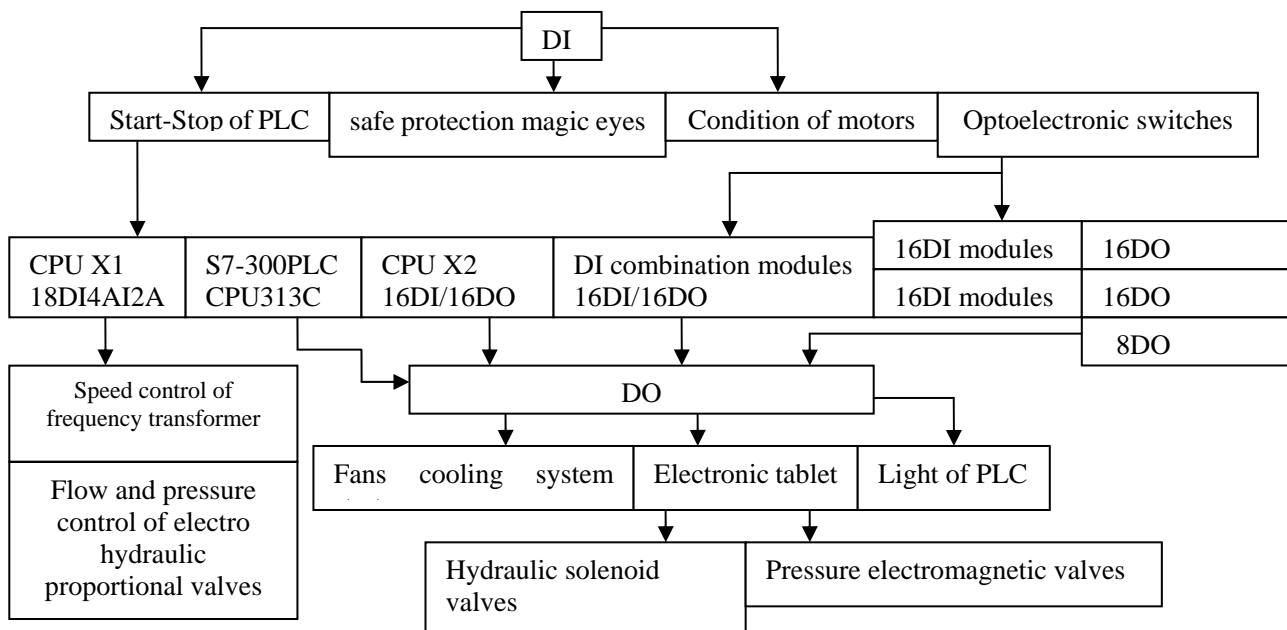 DI
Start-Stop of PLC
safe protection magic eyes
Condition of motors
Optoelectronic switches
CPU X1
18DI4AI2A
S7-300PLC
CPU313C
CPU X2
16DI/16DO
DI combination modules
16DI/16DO
16DI modules
16DO
16DI modules
16DO
8DO
Speed control of
frequency transformer
Flow and pressure
control of electro
hydraulic
proportional valves
DO
Fans cooling system
Electronic tablet
Light of PLC
Hydraulic solenoid
valves
Pressure electromagnetic valves